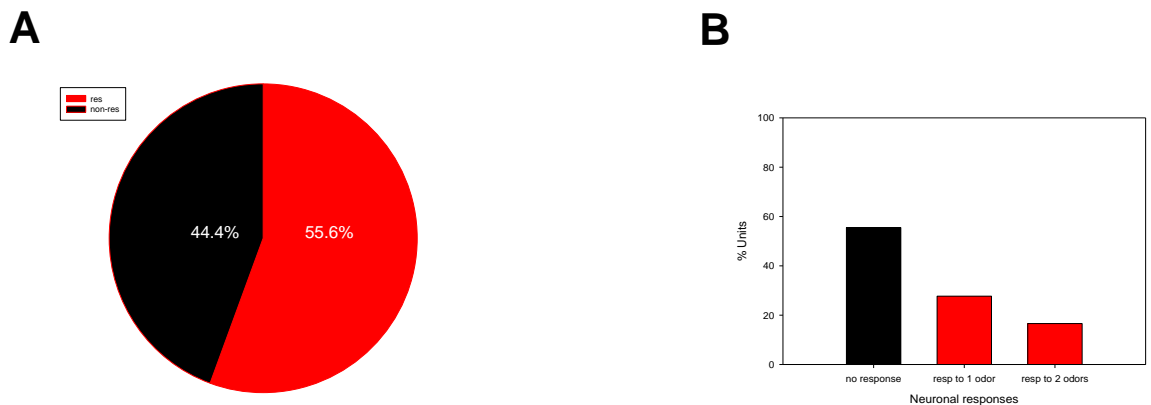 A
res
non-res
44.4%
55.6%
B
100
80
60
40
20
0
% Units
no response
resp to 1 odor
resp to 2 odors
Neuronal responses